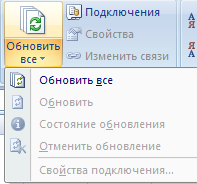 Обновить
все
Подключения
Свойства
Изменить связи
А
Я
Я
А
Обновить все
Обновить
Состояние обновления
Отменить обновление
Свойства подключения...